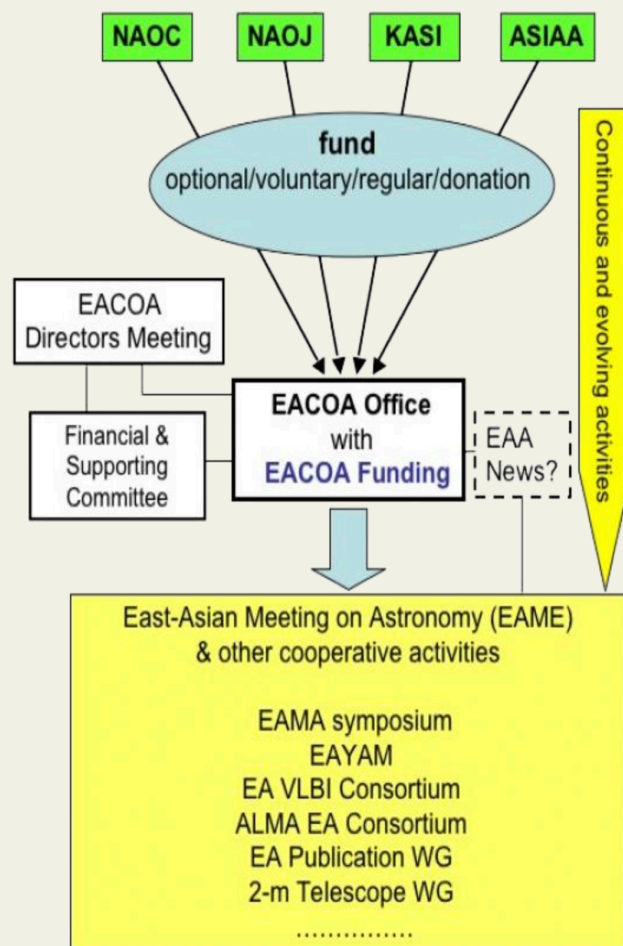 NAOC
NAOJ
KASI
ASIAA
fund
optional/voluntary/regular/donation
Continuous and evolving activities
EACOA
Directors Meeting
Financial &
Supporting
Committee
EACOA Office
with
EACOA Funding
EAA
News?
East-Asian Meeting on Astronomy (EAME)
& other cooperative activities
EAMA symposium
EAYAM
EA VLBI Consortium
ALMA EA Consortium
EA Publication WG
2-m Telescope WG
...............